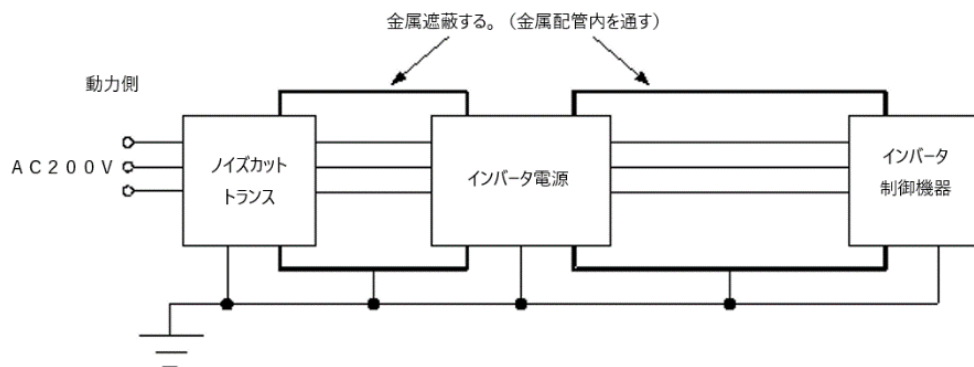 金属遮蔽する。（金属配管内を通す）
動力側
ＡＣ２００Ｖ
ノイズカット
トランス
インバータ電源
インバータ
制御機器